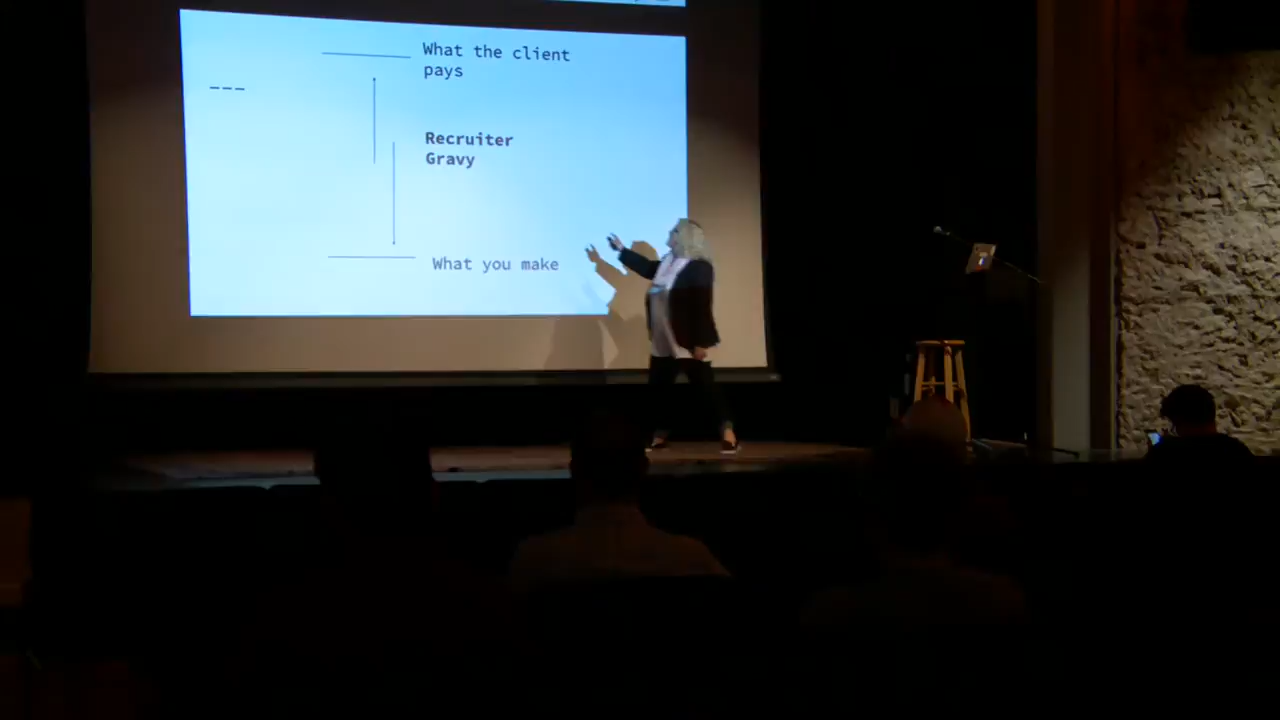 What the client
pays
---
Recruiter
Gravy
What you make